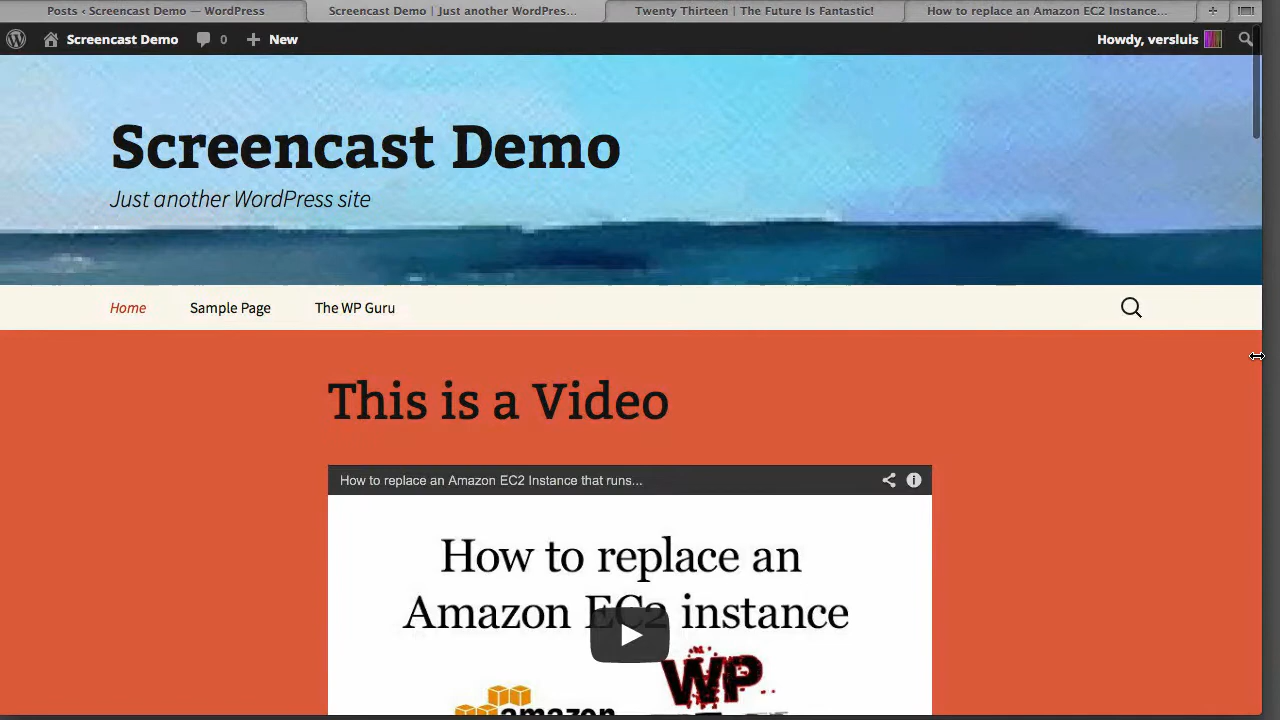 Posts ‹ Screencast Demo — WordPress
Screencast Demo | Just another WordPres...
Twenty Thirteen | The Future Is Fantastic!
How to replace an Amazon EC2 Instance...
Screencast Demo
0
New
Howdy, versluis
Screencast Demo
Just another WordPress site
Home
Sample Page
The WP Guru
This is a Video
How to replace an Amazon EC2 Instance that runs...
How to replace an
Amazon EC2 instance
WP
amazon